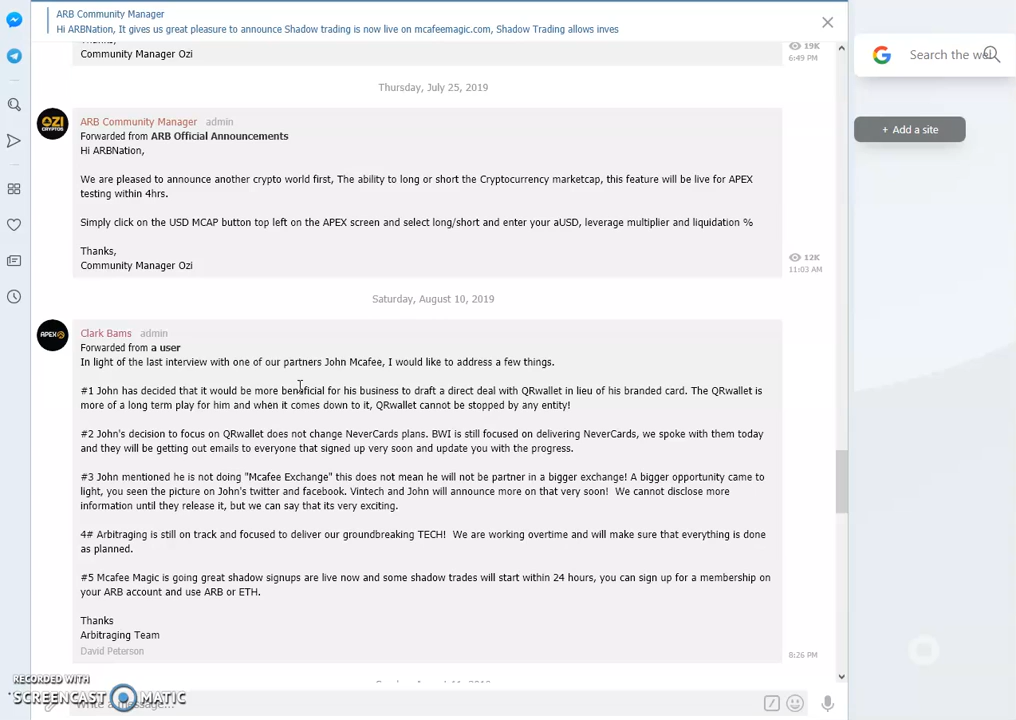 ARB Community Manager
Hi ARBNation, It gives us great pleasure to announce Shadow trading is now live on mcafeemagic.com, Shadow Trading allows inves
Community Manager Ozi
19K
6:49 PM
Search the we
+ Add a site
Thursday, July 25, 2019
OZI
CRYPTOS
ARB Community Manager admin
Forwarded from ARB Official Announcements
Hi ARBNation,
We are pleased to announce another crypto world first, The ability to long or short the Cryptocurrency marketcap, this feature will be live for APEX
testing within 4hrs.
Simply click on the USD MCAP button top left on the APEX screen and select long/short and enter your aUSD, leverage multiplier and liquidation %
Thanks,
Community Manager Ozi
12K
11:03 AM
Saturday, August 10, 2019
APEX
Clark Bams admin
Forwarded from a user
In light of the last interview with one of our partners John Mcafee, I would like to address a few things.
#1 John has decided that it would be more beneficial for his business to draft a direct deal with QRwallet in lieu of his branded card. The QRwallet is
more of a long term play for him and when it comes down to it, QRwallet cannot be stopped by any entity!
#2 John's decision to focus on QRwallet does not change NeverCards plans. BWI is still focused on delivering NeverCards, we spoke with them today
and they will be getting out emails to everyone that signed up very soon and update you with the progress.
#3 John mentioned he is not doing "Mcafee Exchange" this does not mean he will not be partner in a bigger exchange! A bigger opportunity came to
light, you seen the picture on John's twitter and facebook. Vintech and John will announce more on that very soon! We cannot disclose more
information until they release it, but we can say that its very exciting.
4# Arbitraging is still on track and focused to deliver our groundbreaking TECH! We are working overtime and will make sure that everything is done
as planned.
#5 Mcafee Magic is going great shadow signups are live now and some shadow trades will start within 24 hours, you can sign up for a membership on
your ARB account and use ARB or ETH.
Thanks
Arbitraging Team
David Peterson
8:26 PM
RECORDED WITH
SCREENCAST MATIC
Write a message...